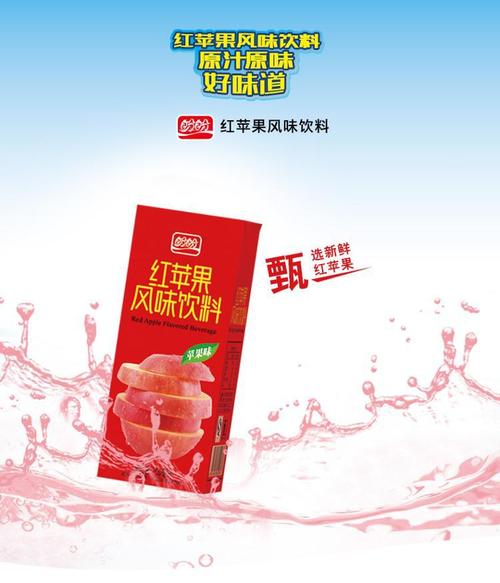 红苹果风味饮料
原汁原味
好味道
盼盼 红苹果风味饮料
甄 选新鲜
红苹果
盼盼
红苹果
风味饮料
Red Apple Flavored Beverage
苹果味